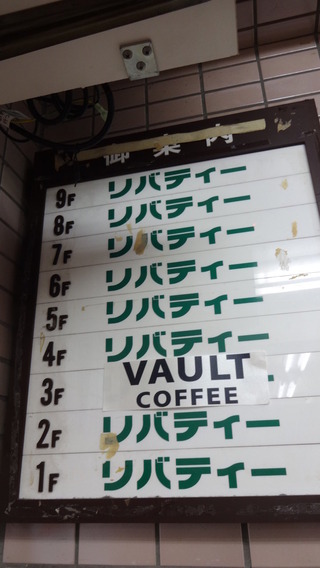 御案内
9F リバティー
8F リバティー
7F リバティー
6F リバティー
5F リバティー
4F リバティー
3F VAULT
COFFEE
2F リバティー
1F リバティー